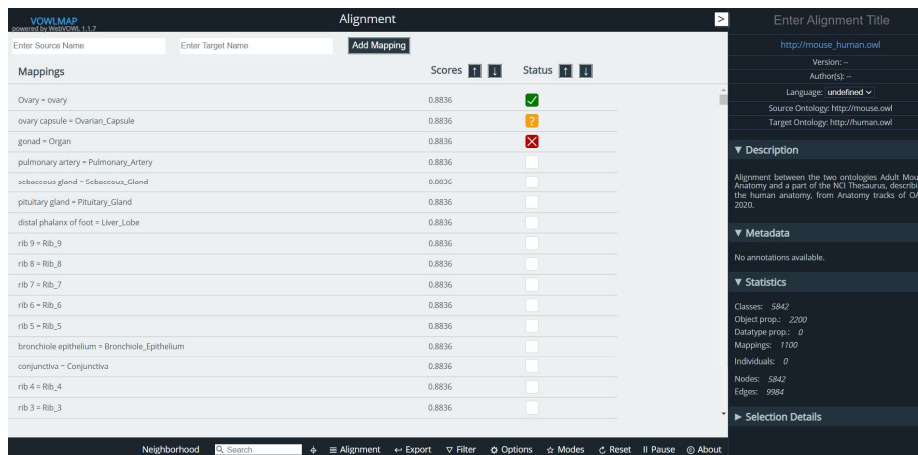 VOWLMAP
powered by WebVOWL 1.1.7
Alignment
>
Enter Source Name
Enter Target Name
Add Mapping
Mappings
Scores ↑ ↓
Status ↑ ↓
Ovary = ovary 0.8836
ovary capsule = Ovarian_Capsule 0.8836 ?
gonad = Organ 0.8836
pulmonary artery = Pulmonary_Artery 0.8836
sebaceous gland = Sebaceous_Gland 0.8836
pituitary gland = Pituitary_Gland 0.8836
distal phalanx of foot = Liver_Lobe 0.8836
rib 9 = Rib_9 0.8836
rib 8 = Rib_8 0.8836
rib 7 = Rib_7 0.8836
rib 6 = Rib_6 0.8836
rib 5 = Rib_5 0.8836
bronchiole epithelium = Bronchiole_Epithelium 0.8836
conjunctiva = Conjunctiva 0.8836
rib 4 = Rib_4 0.8836
rib 3 = Rib_3 0.8836
Neighborhood Search Alignment Export Filter Options Modes Reset Pause © About
Enter Alignment Title
http://mouse_human.owl
Version: --
Author(s): --
Language: undefined
Source Ontology: http://mouse.owl
Target Ontology: http://human.owl
▼ Description
Alignment between the two ontologies Adult Mou
Anatomy and a part of the NCI Thesaurus, describi
the human anatomy, from Anatomy tracks of OA
2020.
▼ Metadata
No annotations available.
▼ Statistics
Classes: 5842
Object prop.: 2200
Datatype prop.: 0
Mappings: 1100
Individuals: 0
Nodes: 5842
Edges: 9984
► Selection Details